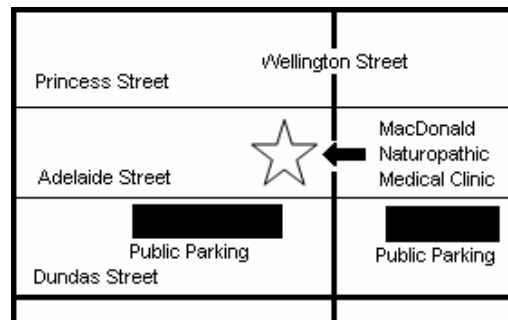 Wellington Street
Princess Street
MacDonald
Naturopathic
Medical Clinic
Adelaide Street
Public Parking
Public Parking
Dundas Street